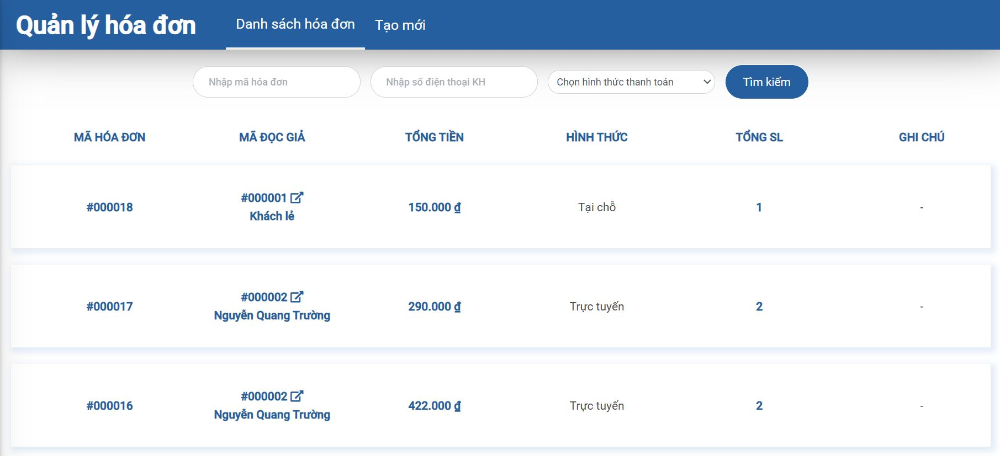 Quản lý hóa đơn Danh sách hóa đơn Tạo mới
Nhập mã hóa đơn Nhập số điện thoại KH Chọn hình thức thanh toán Tìm kiếm
MÃ HÓA ĐƠN MÃ ĐỌC GIẢ TỔNG TIỀN HÌNH THỨC TỔNG SL GHI CHÚ
#000018 #000001 150.000 ₫ Tại chỗ 1 -
Khách lẻ
#000017 #000002 290.000 ₫ Trực tuyến 2 -
Nguyễn Quang Trường
#000016 #000002 422.000 ₫ Trực tuyến 2 -
Nguyễn Quang Trường